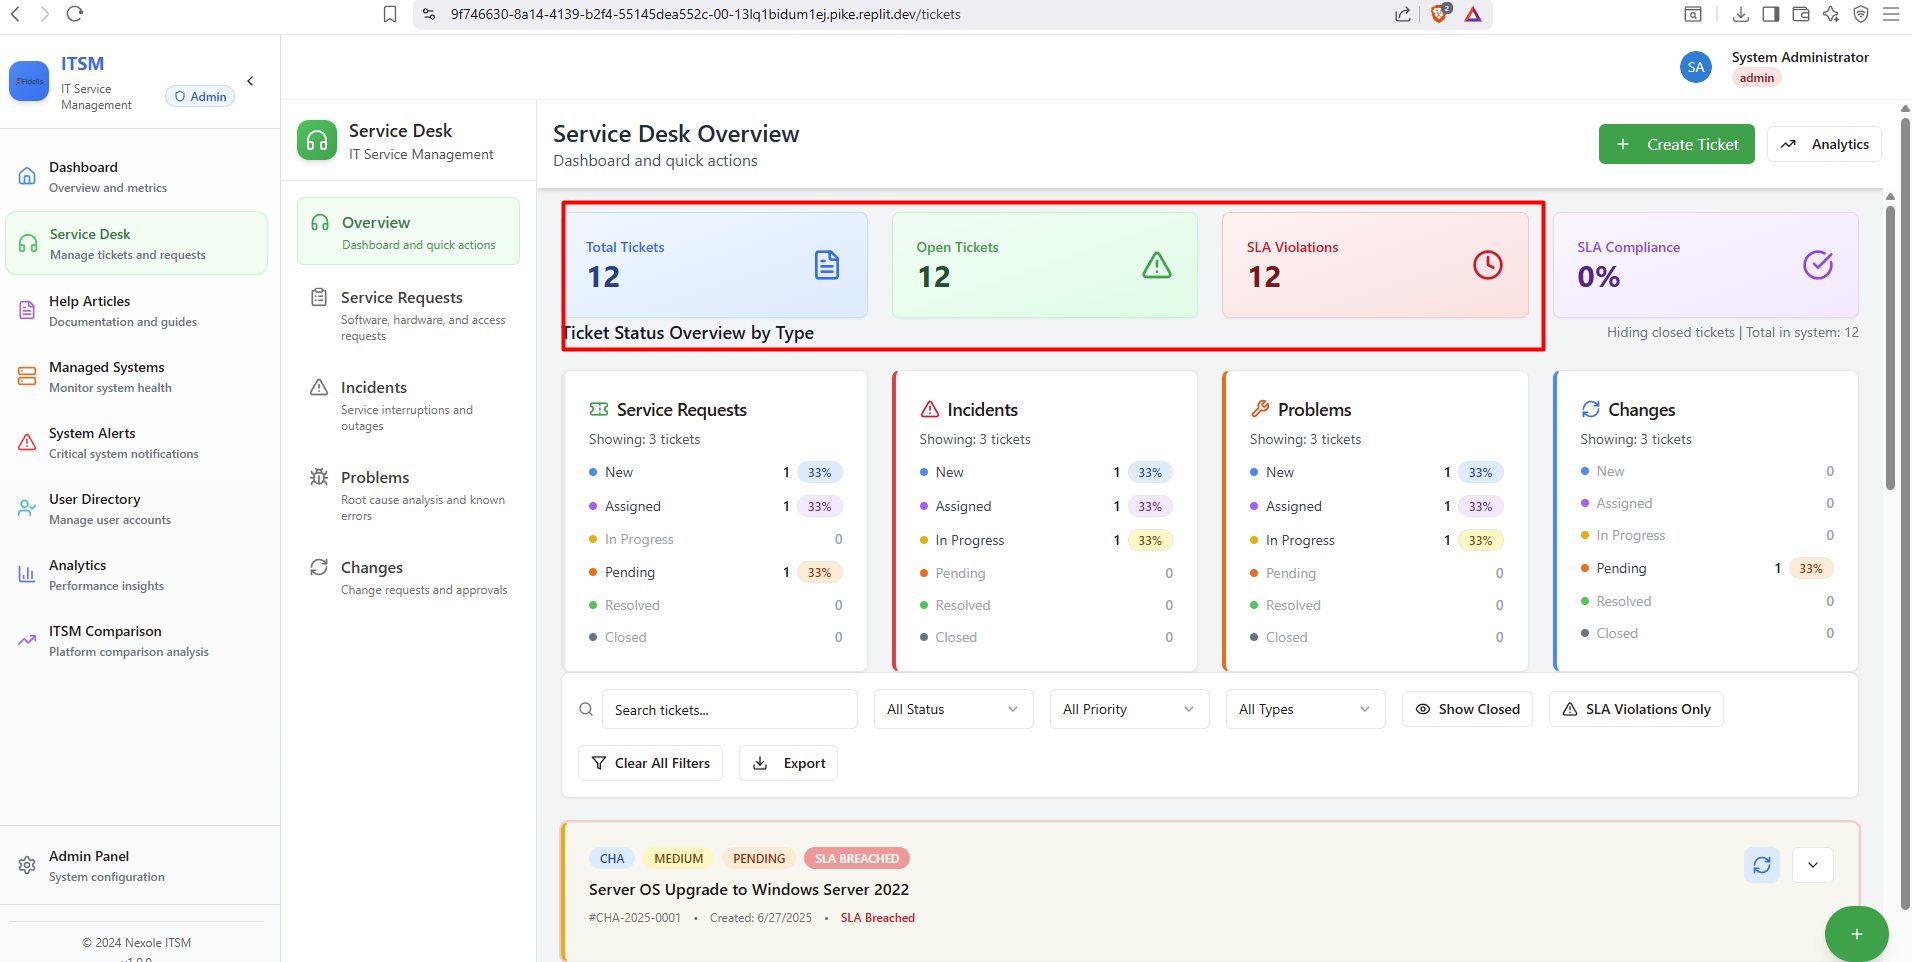 9f746630-8a14-4139-b2f4-55145dea552c-00-13lq1bidum1ej.pike.replit.dev/tickets
2
Fidelis
ITSM
IT Service
Management
Admin
SA
System Administrator
admin
Dashboard
Overview and metrics
Service Desk
Manage tickets and requests
Help Articles
Documentation and guides
Managed Systems
Monitor system health
System Alerts
Critical system notifications
User Directory
Manage user accounts
Analytics
Performance insights
ITSM Comparison
Platform comparison analysis
Admin Panel
System configuration
© 2024 Nexole ITSM
v1.0.0
Service Desk
IT Service Management
Overview
Dashboard and quick actions
Service Requests
Software, hardware, and access
requests
Incidents
Service interruptions and
outages
Problems
Root cause analysis and known
errors
Changes
Change requests and approvals
Service Desk Overview
Dashboard and quick actions
+ Create Ticket
Analytics
Total Tickets
12
Open Tickets
12
SLA Violations
12
SLA Compliance
0%
Ticket Status Overview by Type
Hiding closed tickets | Total in system: 12
Service Requests
Showing: 3 tickets
New 1 33%
Assigned 1 33%
In Progress 0
Pending 1 33%
Resolved 0
Closed 0
Incidents
Showing: 3 tickets
New 1 33%
Assigned 1 33%
In Progress 1 33%
Pending 0
Resolved 0
Closed 0
Problems
Showing: 3 tickets
New 1 33%
Assigned 1 33%
In Progress 1 33%
Pending 0
Resolved 0
Closed 0
Changes
Showing: 3 tickets
New 0
Assigned 0
In Progress 0
Pending 1 33%
Resolved 0
Closed 0
Search tickets...
All Status
All Priority
All Types
Show Closed
SLA Violations Only
Clear All Filters
Export
CHA MEDIUM PENDING SLA BREACHED
Server OS Upgrade to Windows Server 2022
#CHA-2025-0001 • Created: 6/27/2025 • SLA Breached
+